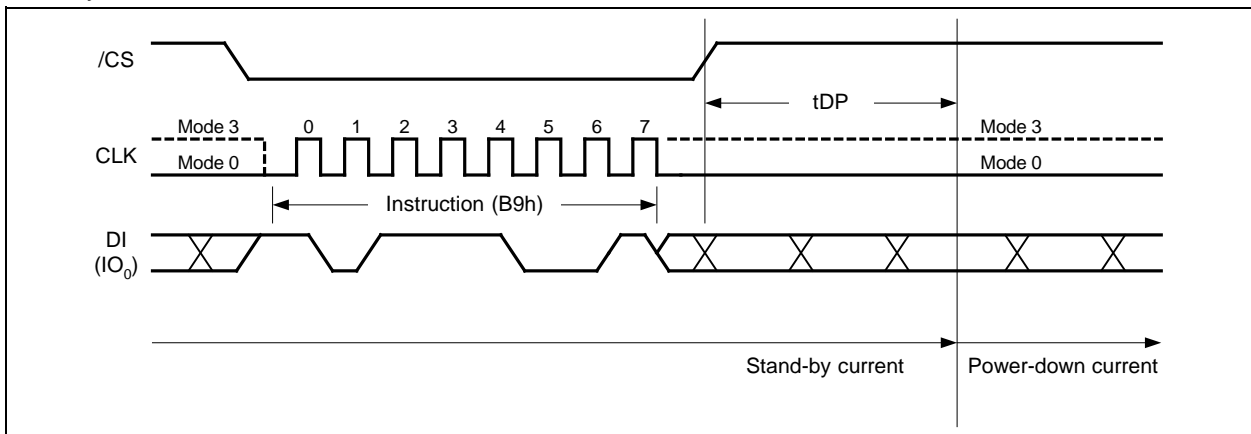 /CS
tDP
Mode 3 0 1 2 3 4 5 6 7 Mode 3
CLK
Mode 0 Mode 0
Instruction (B9h)
DI
(IO0)
Stand-by current Power-down current